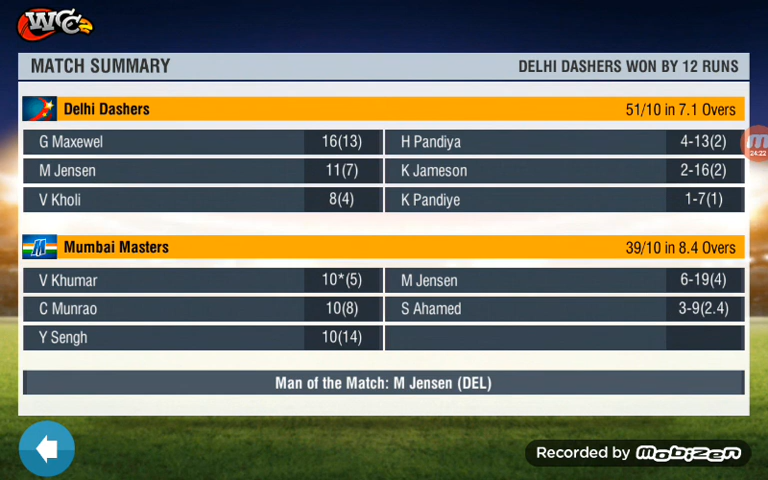 WCC
MATCH SUMMARY DELHI DASHERS WON BY 12 RUNS
Delhi Dashers 51/10 in 7.1 Overs
G Maxewel 16(13) H Pandiya 4-13(2)
M Jensen 11(7) K Jameson 2-16(2)
24:22
V Kholi 8(4) K Pandiye 1-7(1)
M Mumbai Masters 39/10 in 8.4 Overs
V Khumar 10*(5) M Jensen 6-19(4)
C Munrao 10(8) S Ahamed 3-9(2.4)
Y Sengh 10(14)
Man of the Match: M Jensen (DEL)
Recorded by Mobizen